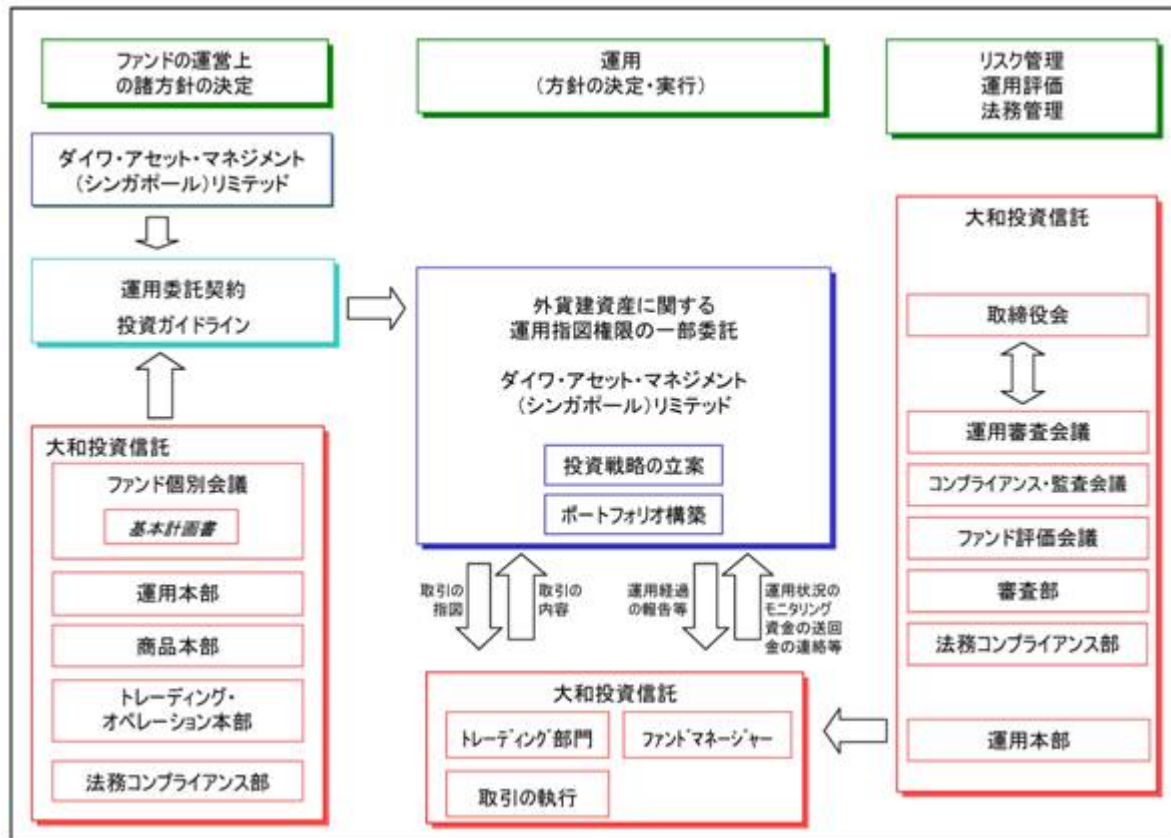 ファンドの運営上
の諸方針の決定
運用
(方針の決定・実行)
リスク管理
運用評価
法務管理
ダイワ・アセット・マネジメント
(シンガポール)リミテッド
運用委託契約
投資ガイドライン
大和投資信託
ファンド個別会議
基本計画書
運用本部
商品本部
トレーディング・
オペレーション本部
法務コンプライアンス部
外貨建資産に関する
運用指図権限の一部委託
ダイワ・アセット・マネジメント
(シンガポール)リミテッド
投資戦略の立案
ポートフォリオ構築
取引の
指図
取引の
内容
運用経過
の報告等
運用状況の
モニタリング
資金の送回
金の連絡等
大和投資信託
トレーディング部門
ファンドマネージャー
取引の執行
大和投資信託
取締役会
運用審査会議
コンプライアンス・監査会議
ファンド評価会議
審査部
法務コンプライアンス部
運用本部